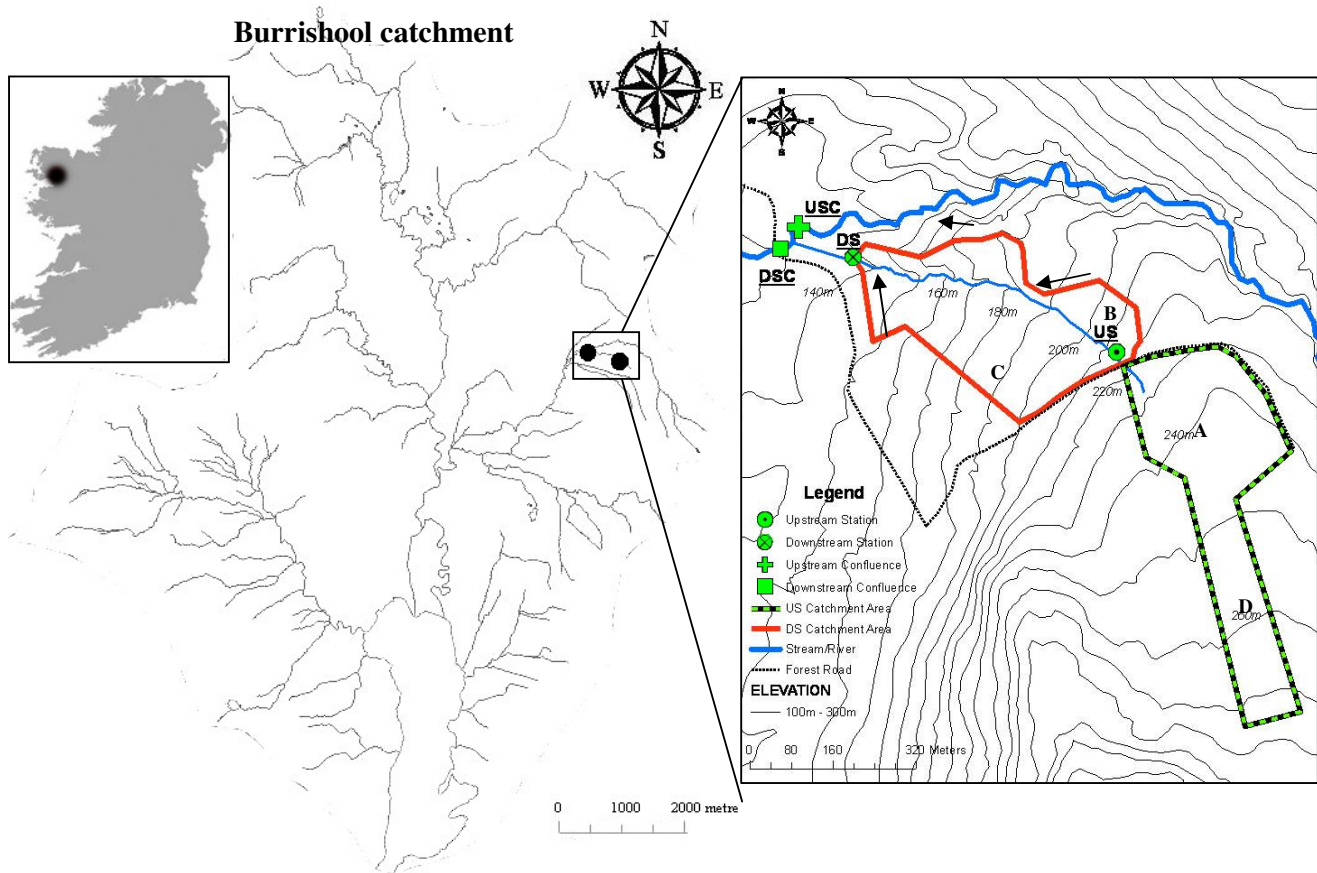 Burrishool catchment
N
W E
S
N
W E
S
USC
DS
DSC
140m
160m
180m
B
US
200m
C
220m
A
240m
D
260m
Legend
Upstream Station
Downstream Station
Upstream Confluence
Downstream Confluence
US Catchment Area
DS Catchment Area
Stream/River
Forest Road
ELEVATION
100m - 300m
0 80 160 320 Meters
0 1000 2000 metre